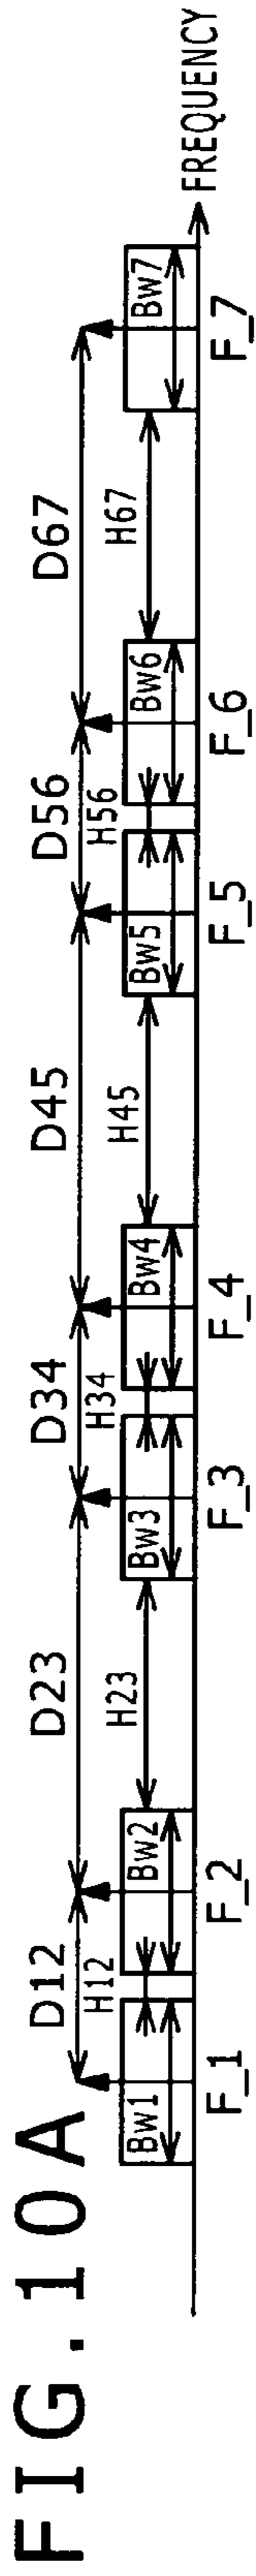 FIG. 10A
D12 D23 D34 D45 D56 D67
H12 H23 H34 H45 H56 H67
Bw1 Bw2 Bw3 Bw4 Bw5 Bw6 Bw7
F_1 F_2 F_3 F_4 F_5 F_6 F_7
FREQUENCY